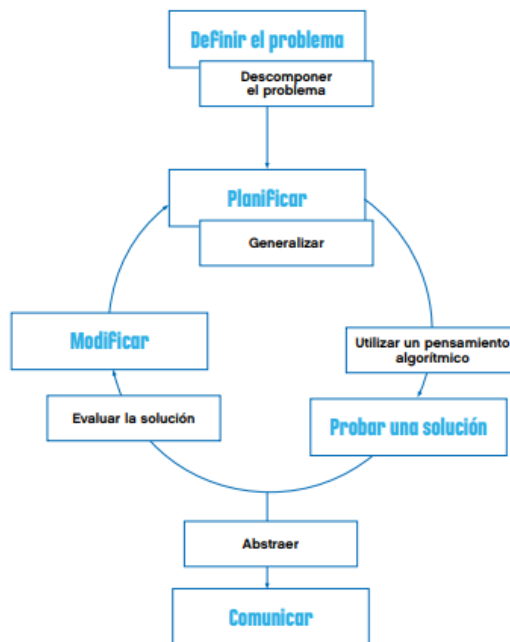 Definir el problema
Descomponer
el problema
Planificar
Generalizar
Modificar
Utilizar un pensamiento
algorítmico
Evaluar la solución
Probar una solución
Abstraer
Comunicar